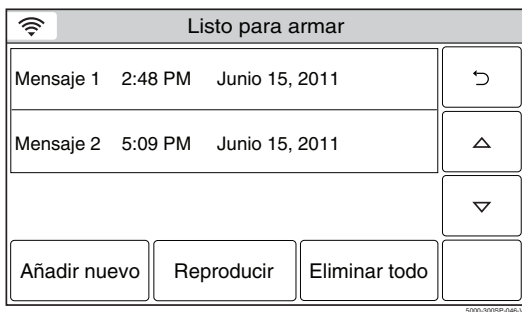 Listo para armar
Mensaje 1 2:48 PM Junio 15, 2011
Mensaje 2 5:09 PM Junio 15, 2011
Añadir nuevo Reproducir Eliminar todo